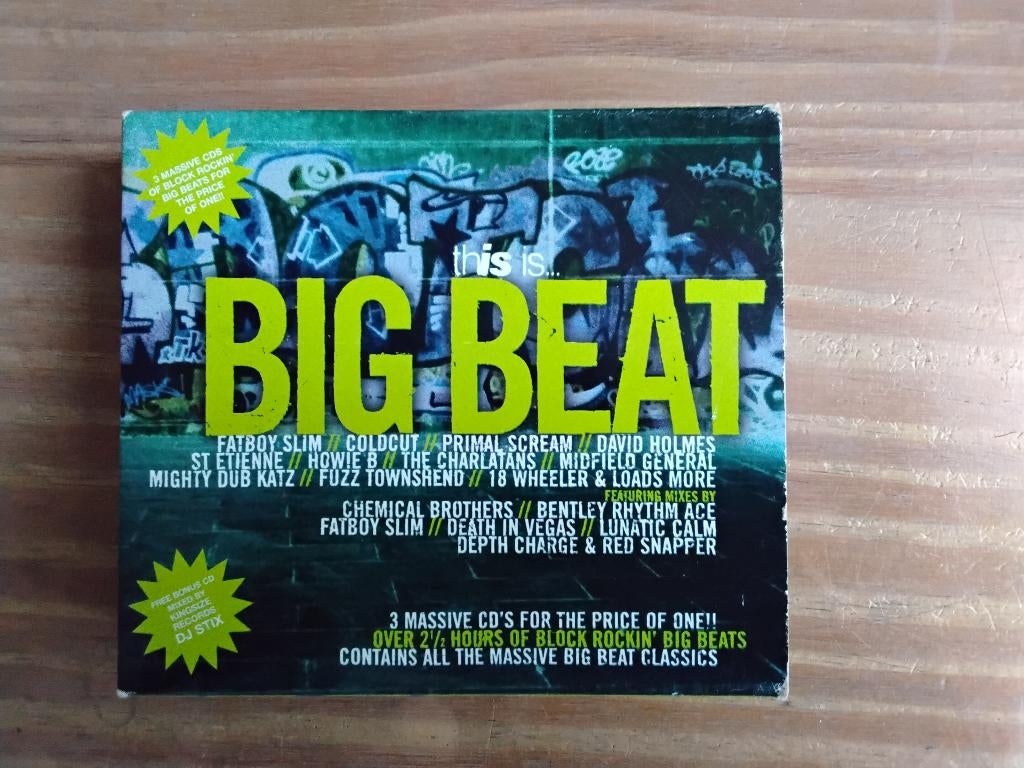 3 MASSIVE CDS
OF BLOCK ROCKIN'
BIG BEATS FOR
THE PRICE
OF ONE!!
this is...
BIG BEAT
FATBOY SLIM // COLDCUT // PRIMAL SCREAM // DAVID HOLMES
ST ETIENNE // HOWIE B // THE CHARLATANS // MIDFIELD GENERAL
MIGHTY DUB KATZ // FUZZ TOWNSHEND // 18 WHEELER & LOADS MORE
FEATURING MIXES BY
CHEMICAL BROTHERS // BENTLEY RHYTHM ACE
FATBOY SLIM // DEATH IN VEGAS // LUNATIC CALM
DEPTH CHARGE & RED SNAPPER
FREE BONUS CD
MIXED BY
KINGSIZE
RECORDS
DJ STIX
3 MASSIVE CD'S FOR THE PRICE OF ONE!!
OVER 2½ HOURS OF BLOCK ROCKIN' BIG BEATS
CONTAINS ALL THE MASSIVE BIG BEAT CLASSICS